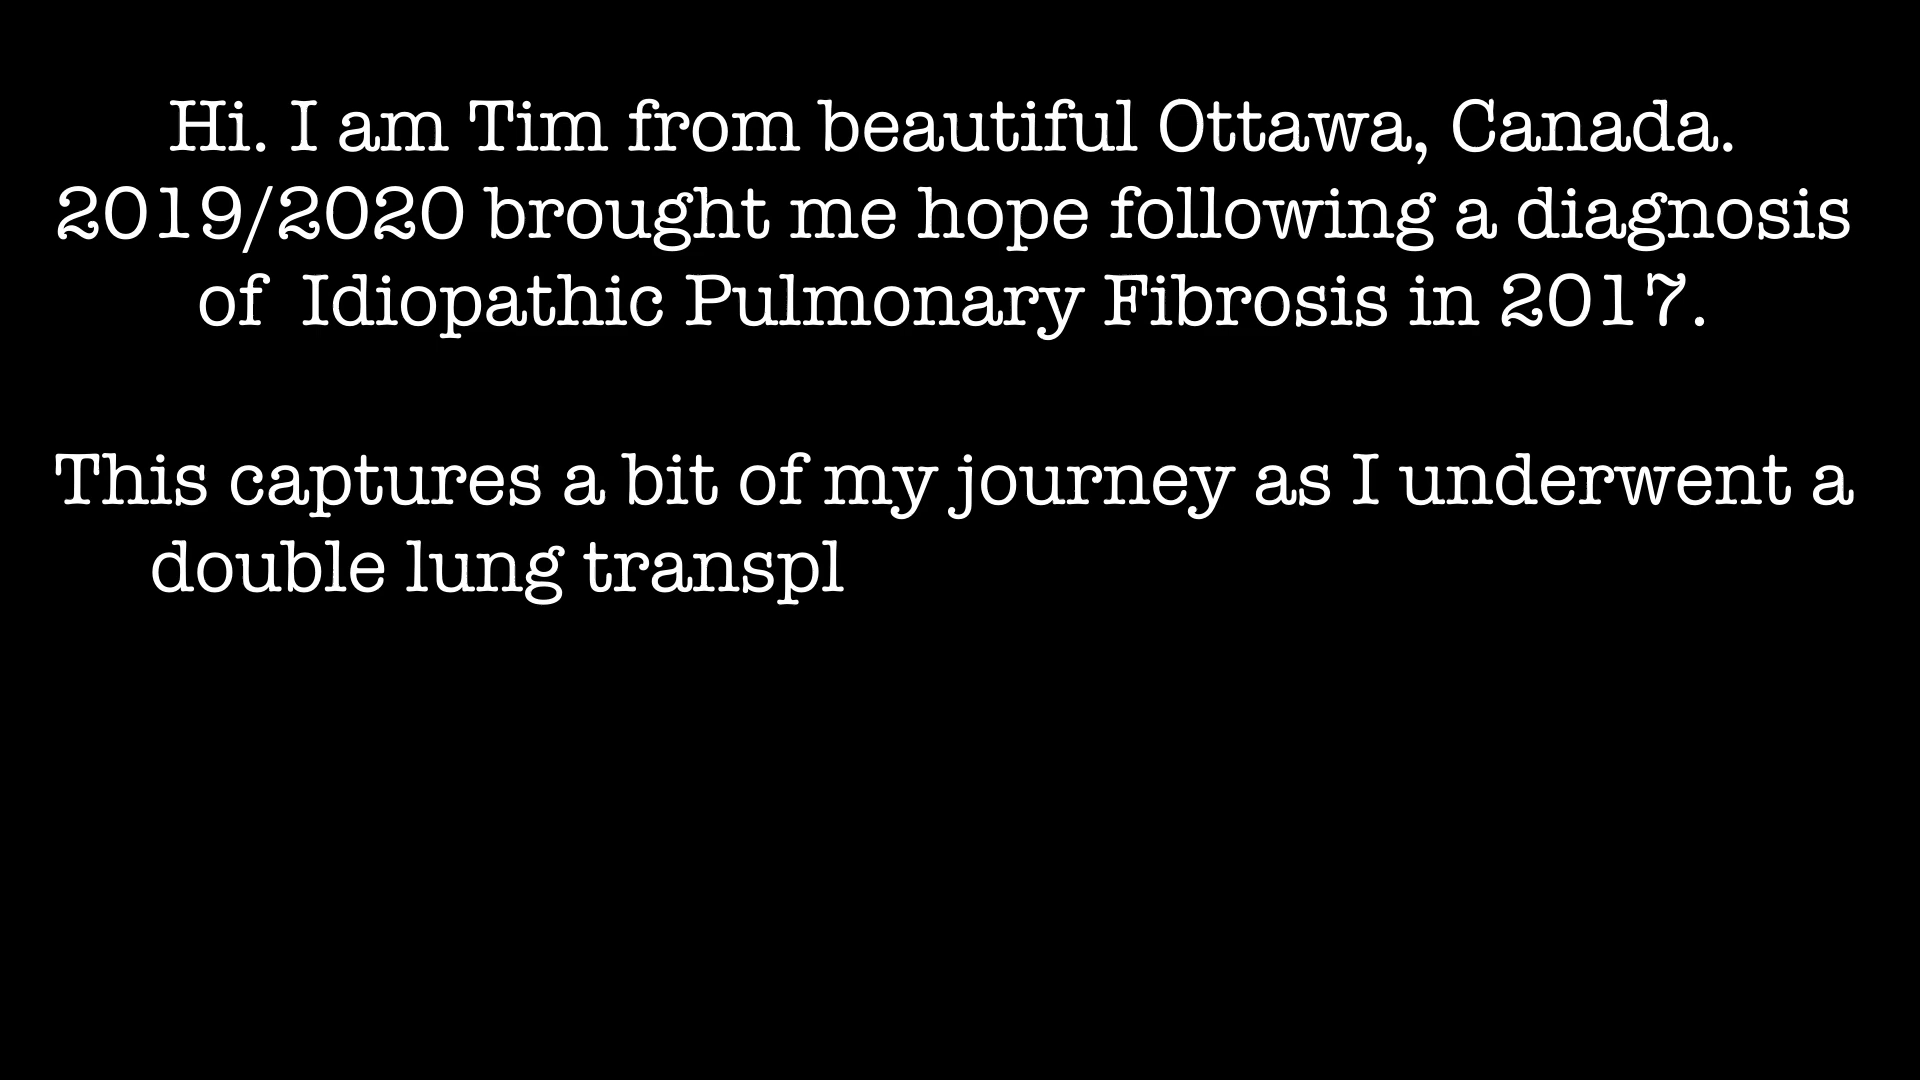 Hi. I am Tim from beautiful Ottawa, Canada.
2019/2020 brought me hope following a diagnosis
of  Idiopathic Pulmonary Fibrosis in 2017.
This captures a bit of my journey as I underwent a
double lung transpl